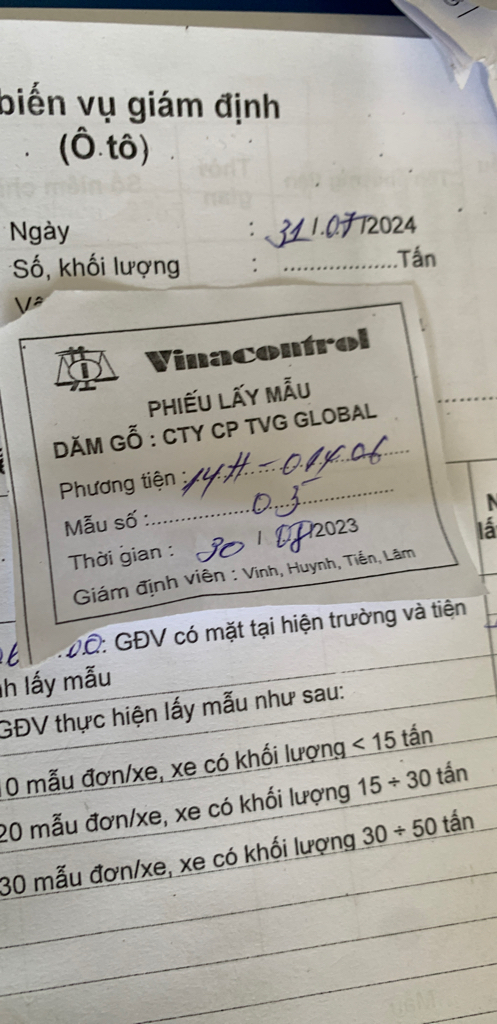 biến vụ giám định
(Ô tô)
Ngày : 31/07/2024
Số, khối lượng : ..................Tấn
Vinacontrol
PHIẾU LẤY MẪU
DĂM GỖ : CTY CP TVG GLOBAL
Phương tiện : 14H-014.06
Mẫu số : 03
Thời gian : 30 / 08/2023
Giám định viên : Vinh, Huynh, Tiến, Lâm
00: GĐV có mặt tại hiện trường và tiện
nh lấy mẫu
GĐV thực hiện lấy mẫu như sau:
10 mẫu đơn/xe, xe có khối lượng < 15 tấn
20 mẫu đơn/xe, xe có khối lượng 15 ÷ 30 tấn
30 mẫu đơn/xe, xe có khối lượng 30 ÷ 50 tấn